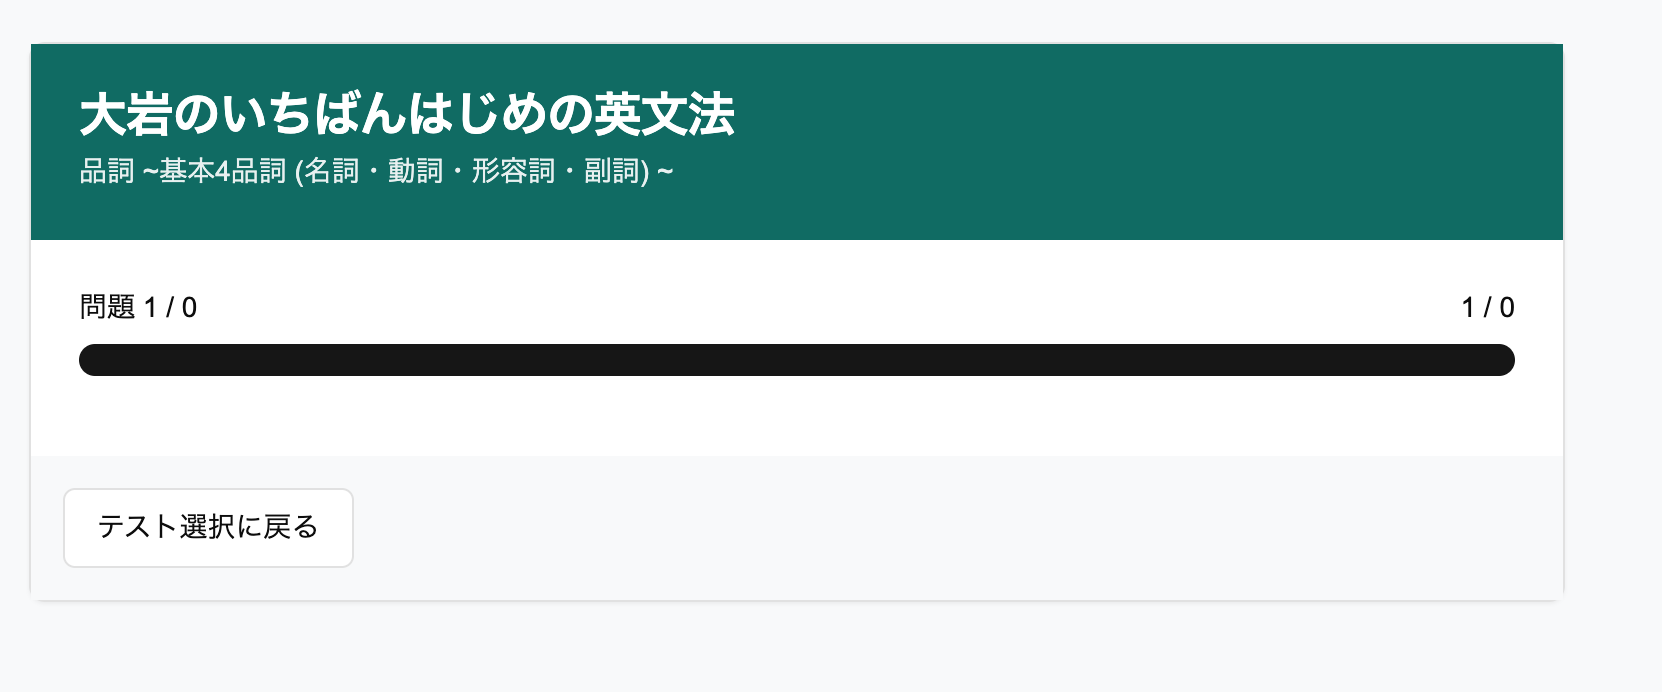 大岩のいちばんはじめの英文法
品詞 ~基本4品詞 (名詞・動詞・形容詞・副詞) ~
問題 1 / 0
1 / 0
テスト選択に戻る